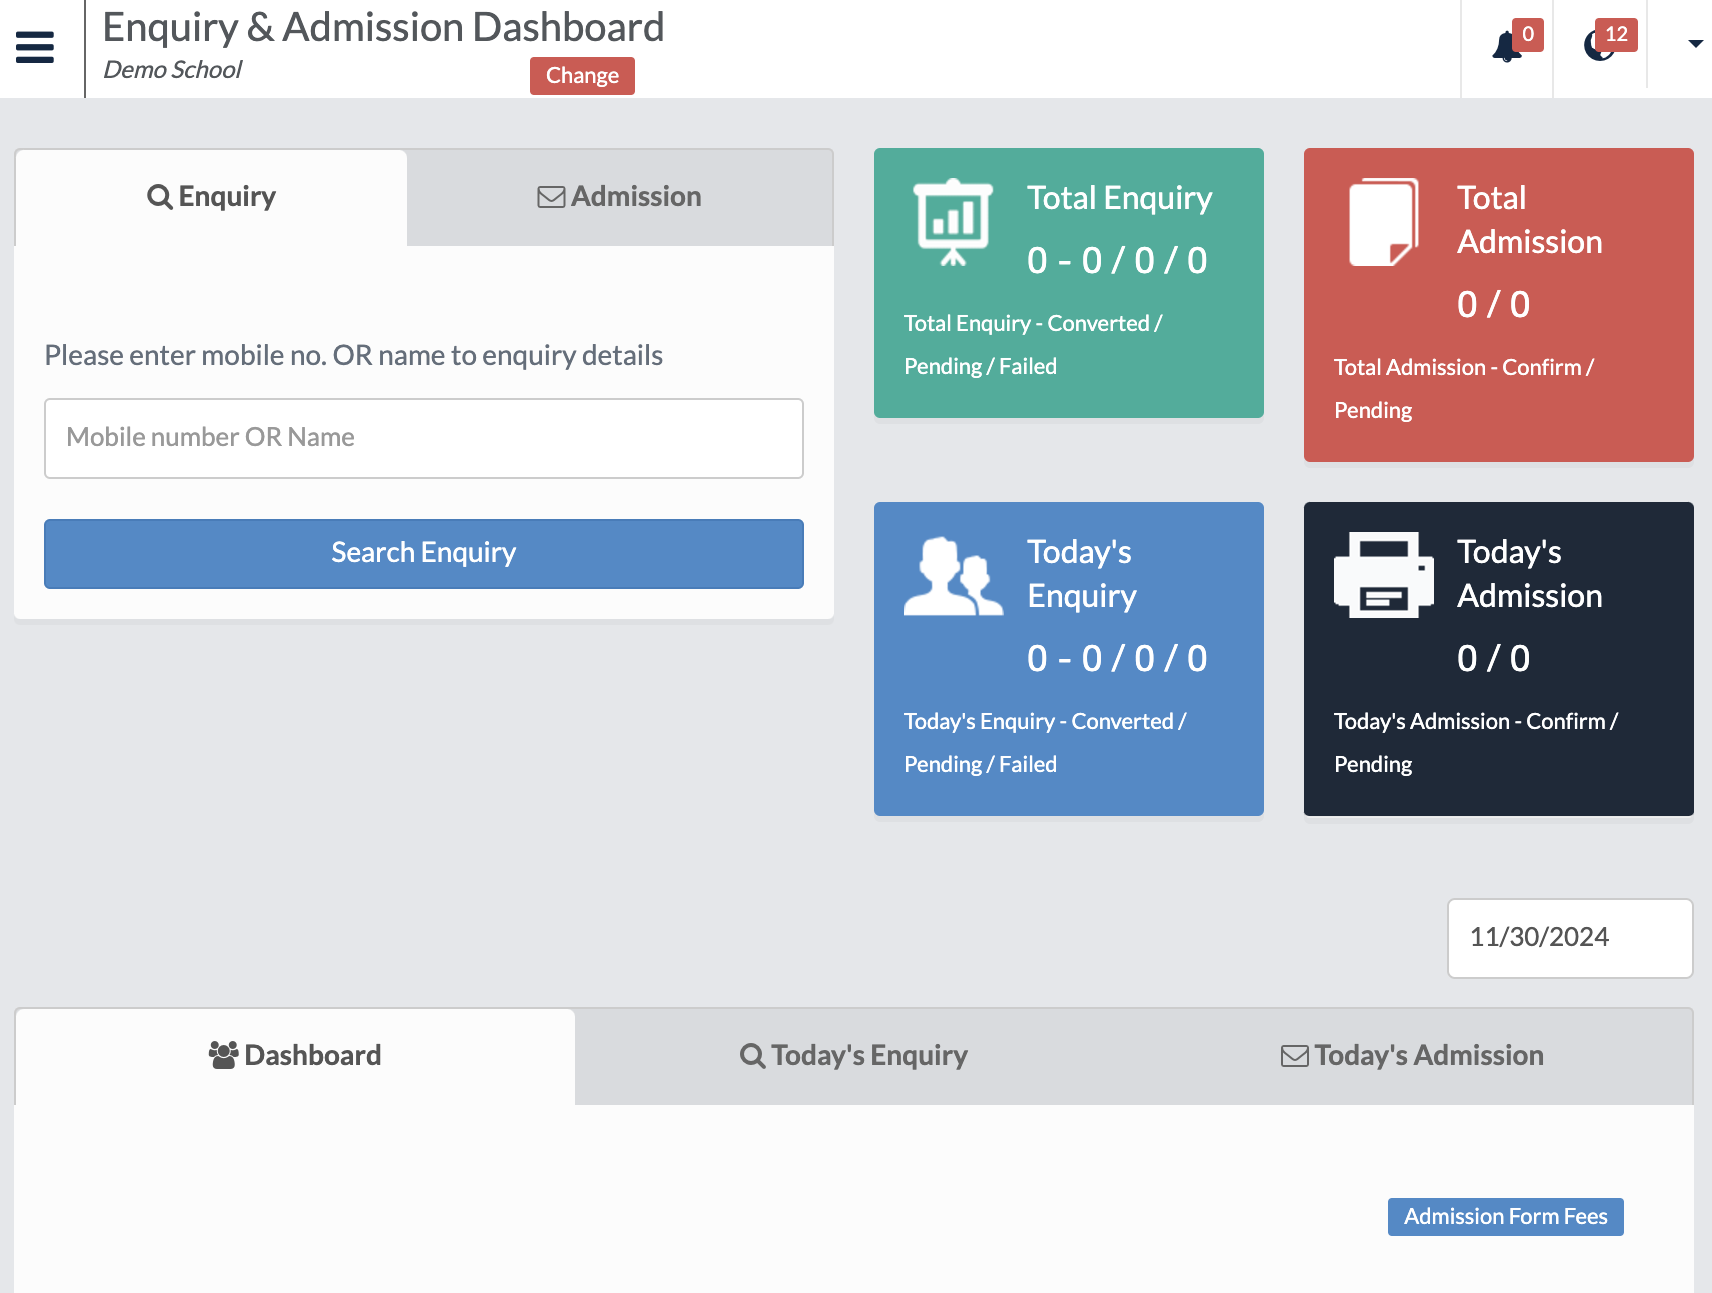 Enquiry & Admission Dashboard
Demo School
Change
0
12
Enquiry
Admission
Please enter mobile no. OR name to enquiry details
Mobile number OR Name
Search Enquiry
Total Enquiry
0 - 0 / 0 / 0
Total Enquiry - Converted /
Pending / Failed
Total
Admission
0 / 0
Total Admission - Confirm /
Pending
Today's
Enquiry
0 - 0 / 0 / 0
Today's Enquiry - Converted /
Pending / Failed
Today's
Admission
0 / 0
Today's Admission - Confirm /
Pending
11/30/2024
Dashboard
Today's Enquiry
Today's Admission
Admission Form Fees